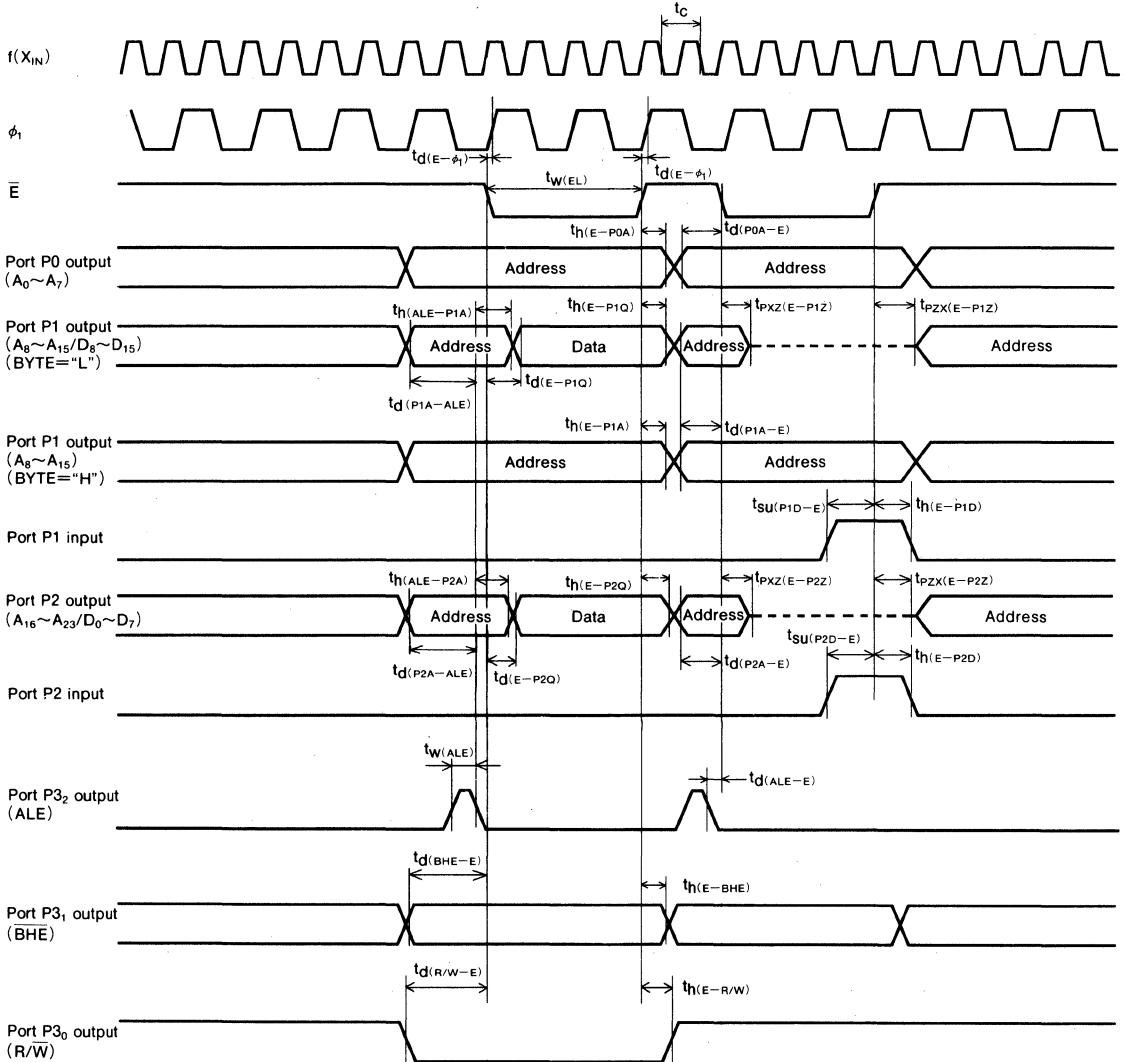 tC
f(XIN)
ϕ1
td(E−ϕ1)
tW(EL)
td(E−ϕ1)
E̅
th(E−P0A)
td(P0A−E)
Port P0 output
(A0~A7)
Address
Address
th(ALE−P1A)
th(E−P1Q)
tPXZ(E−P1Z)
tPZX(E−P1Z)
Port P1 output
(A8~A15/D8~D15)
(BYTE="L")
Address
Data
Address
Address
td(P1A−ALE)
td(E−P1Q)
th(E−P1A)
td(P1A−E)
Port P1 output
(A8~A15)
(BYTE="H")
Address
Address
tsu(P1D−E)
th(E−P1D)
Port P1 input
th(ALE−P2A)
th(E−P2Q)
tPXZ(E−P2Z)
tPZX(E−P2Z)
Port P2 output
(A16~A23/D0~D7)
Address
Data
Address
Address
td(P2A−ALE)
td(E−P2Q)
td(P2A−E)
tsu(P2D−E)
th(E−P2D)
Port P2 input
tW(ALE)
td(ALE−E)
Port P32 output
(ALE)
td(BHE−E)
th(E−BHE)
Port P31 output
(B̅H̅E̅)
td(R/W−E)
th(E−R/W)
Port P30 output
(R/W̅)